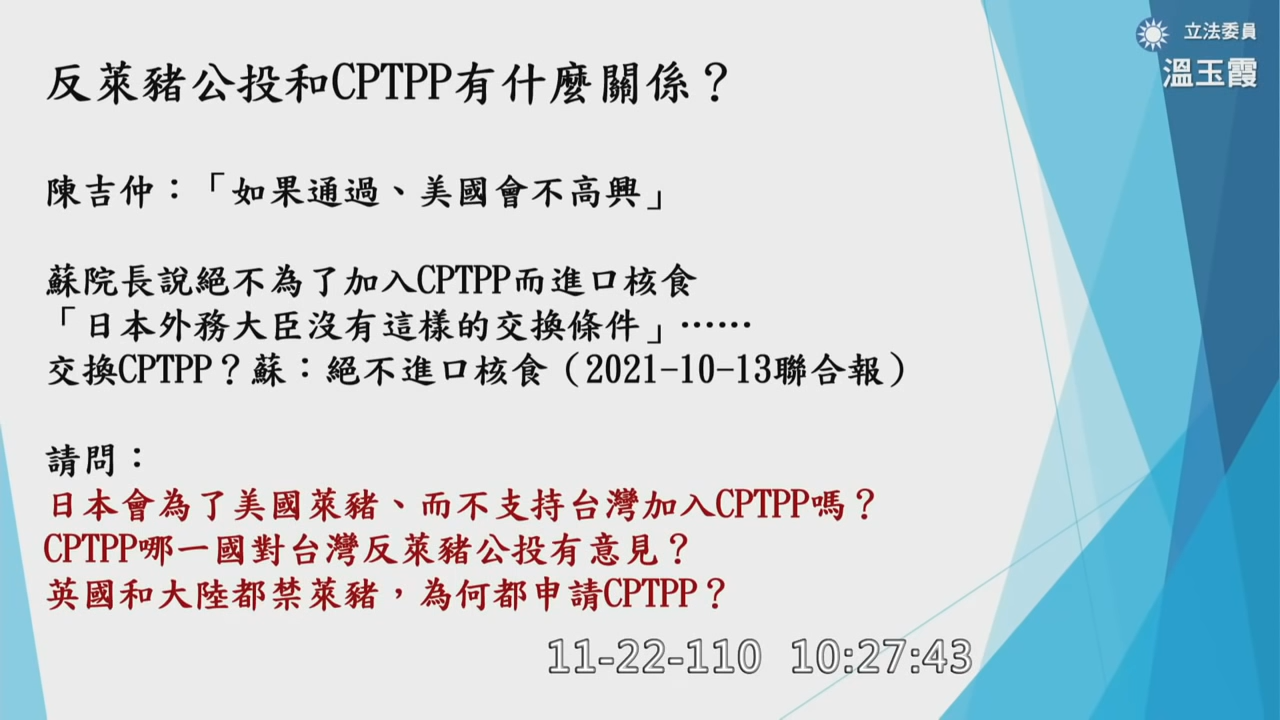 立法委員
溫玉霞
反萊豬公投和CPTPP有什麼關係？
陳吉仲：「如果通過、美國會不高興」
蘇院長說絕不為了加入CPTPP而進口核食
「日本外務大臣沒有這樣的交換條件」……
交換CPTPP？蘇：絕不進口核食（2021-10-13聯合報）
請問：
日本會為了美國萊豬、而不支持台灣加入CPTPP嗎？
CPTPP哪一國對台灣反萊豬公投有意見？
英國和大陸都禁萊豬，為何都申請CPTPP？
11-22-110 10:27:43